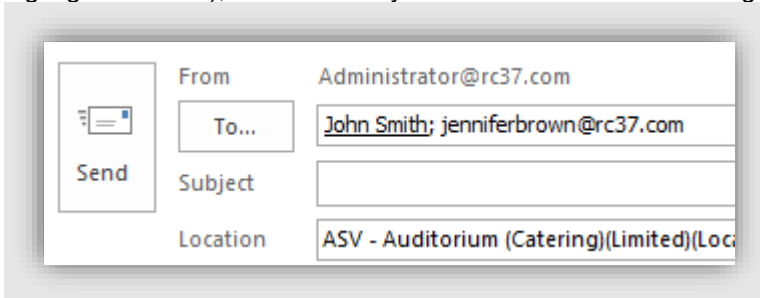 From Administrator@rc37.com
To... John Smith; jenniferbrown@rc37.com
Send
Subject
Location ASV - Auditorium (Catering)(Limited)(Loca